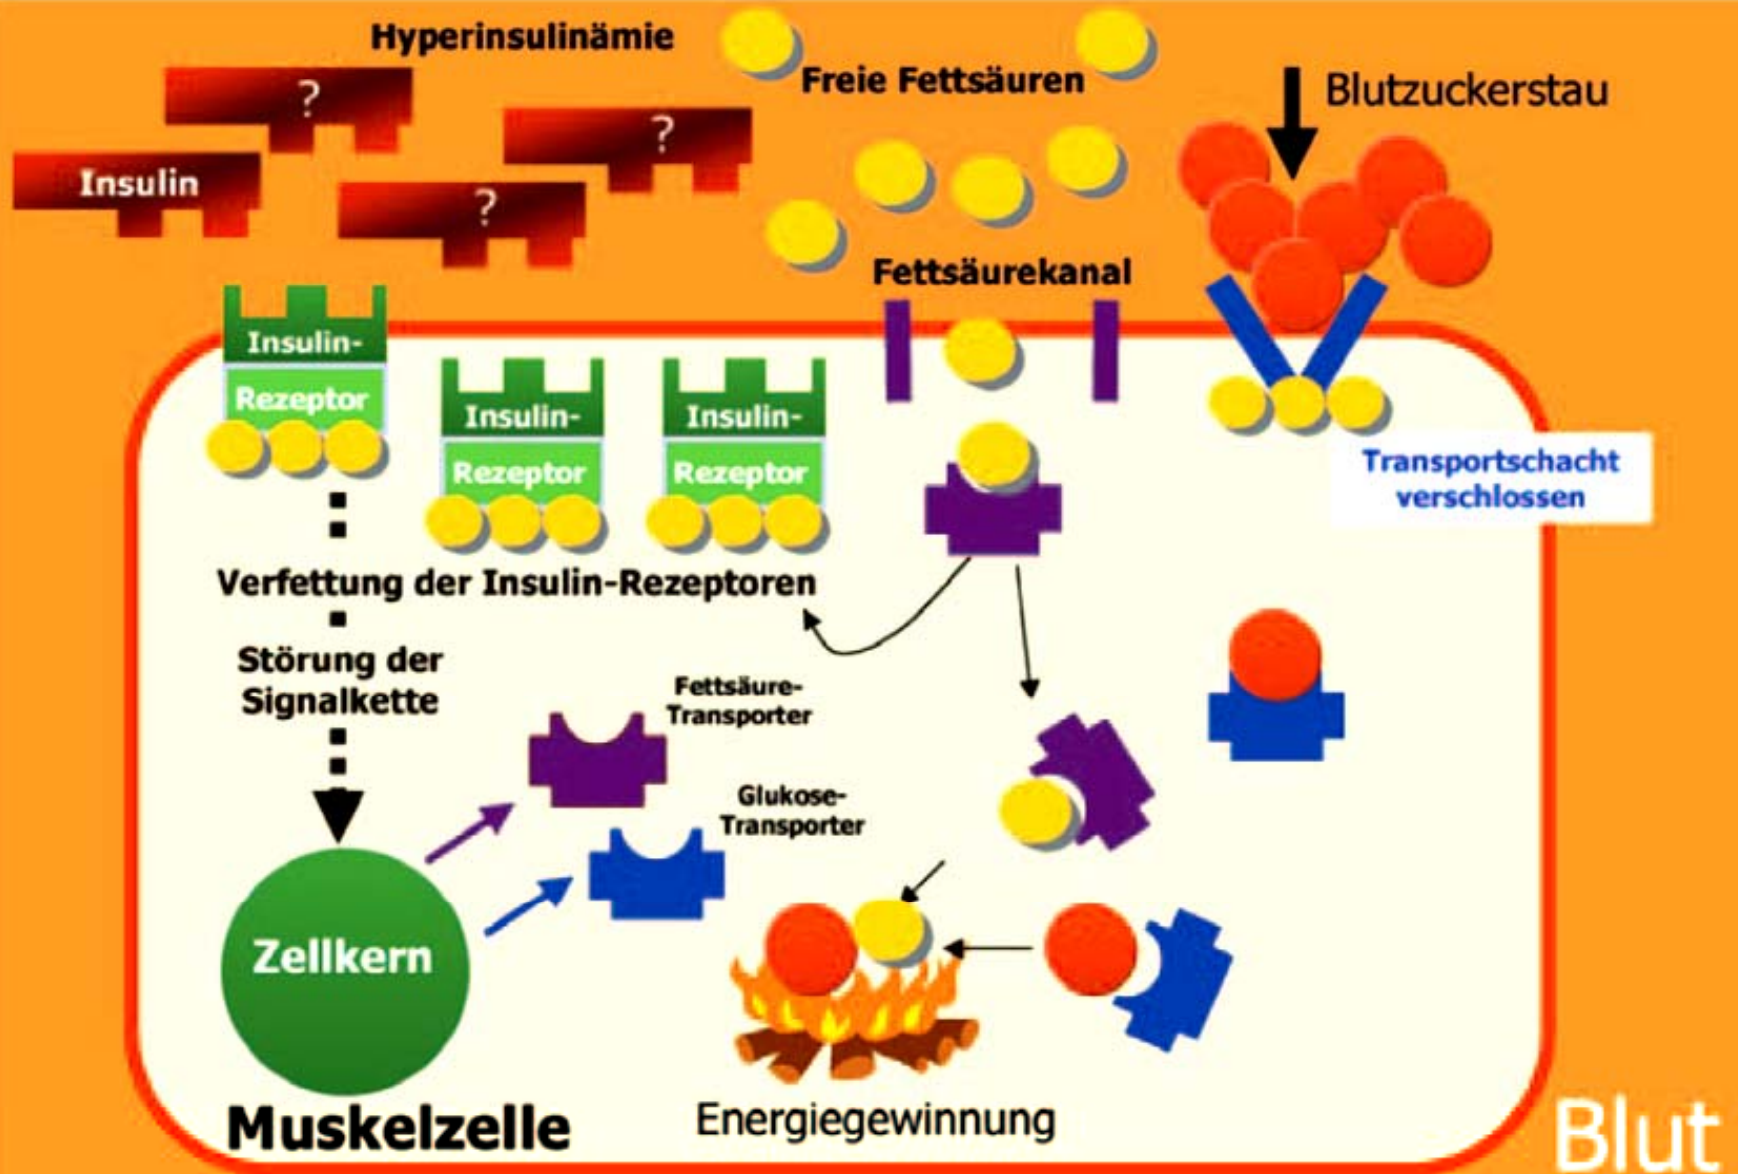 Hyperinsulinämie
Freie Fettsäuren
Blutzuckerstau
?
?
Insulin
?
Fettsäurekanal
Insulin-
Rezeptor
Insulin-
Rezeptor
Insulin-
Rezeptor
Transportschacht
verschlossen
Verfettung der Insulin-Rezeptoren
Störung der
Signalkette
Fettsäure-
Transporter
Glukose-
Transporter
Zellkern
Muskelzelle
Energiegewinnung
Blut